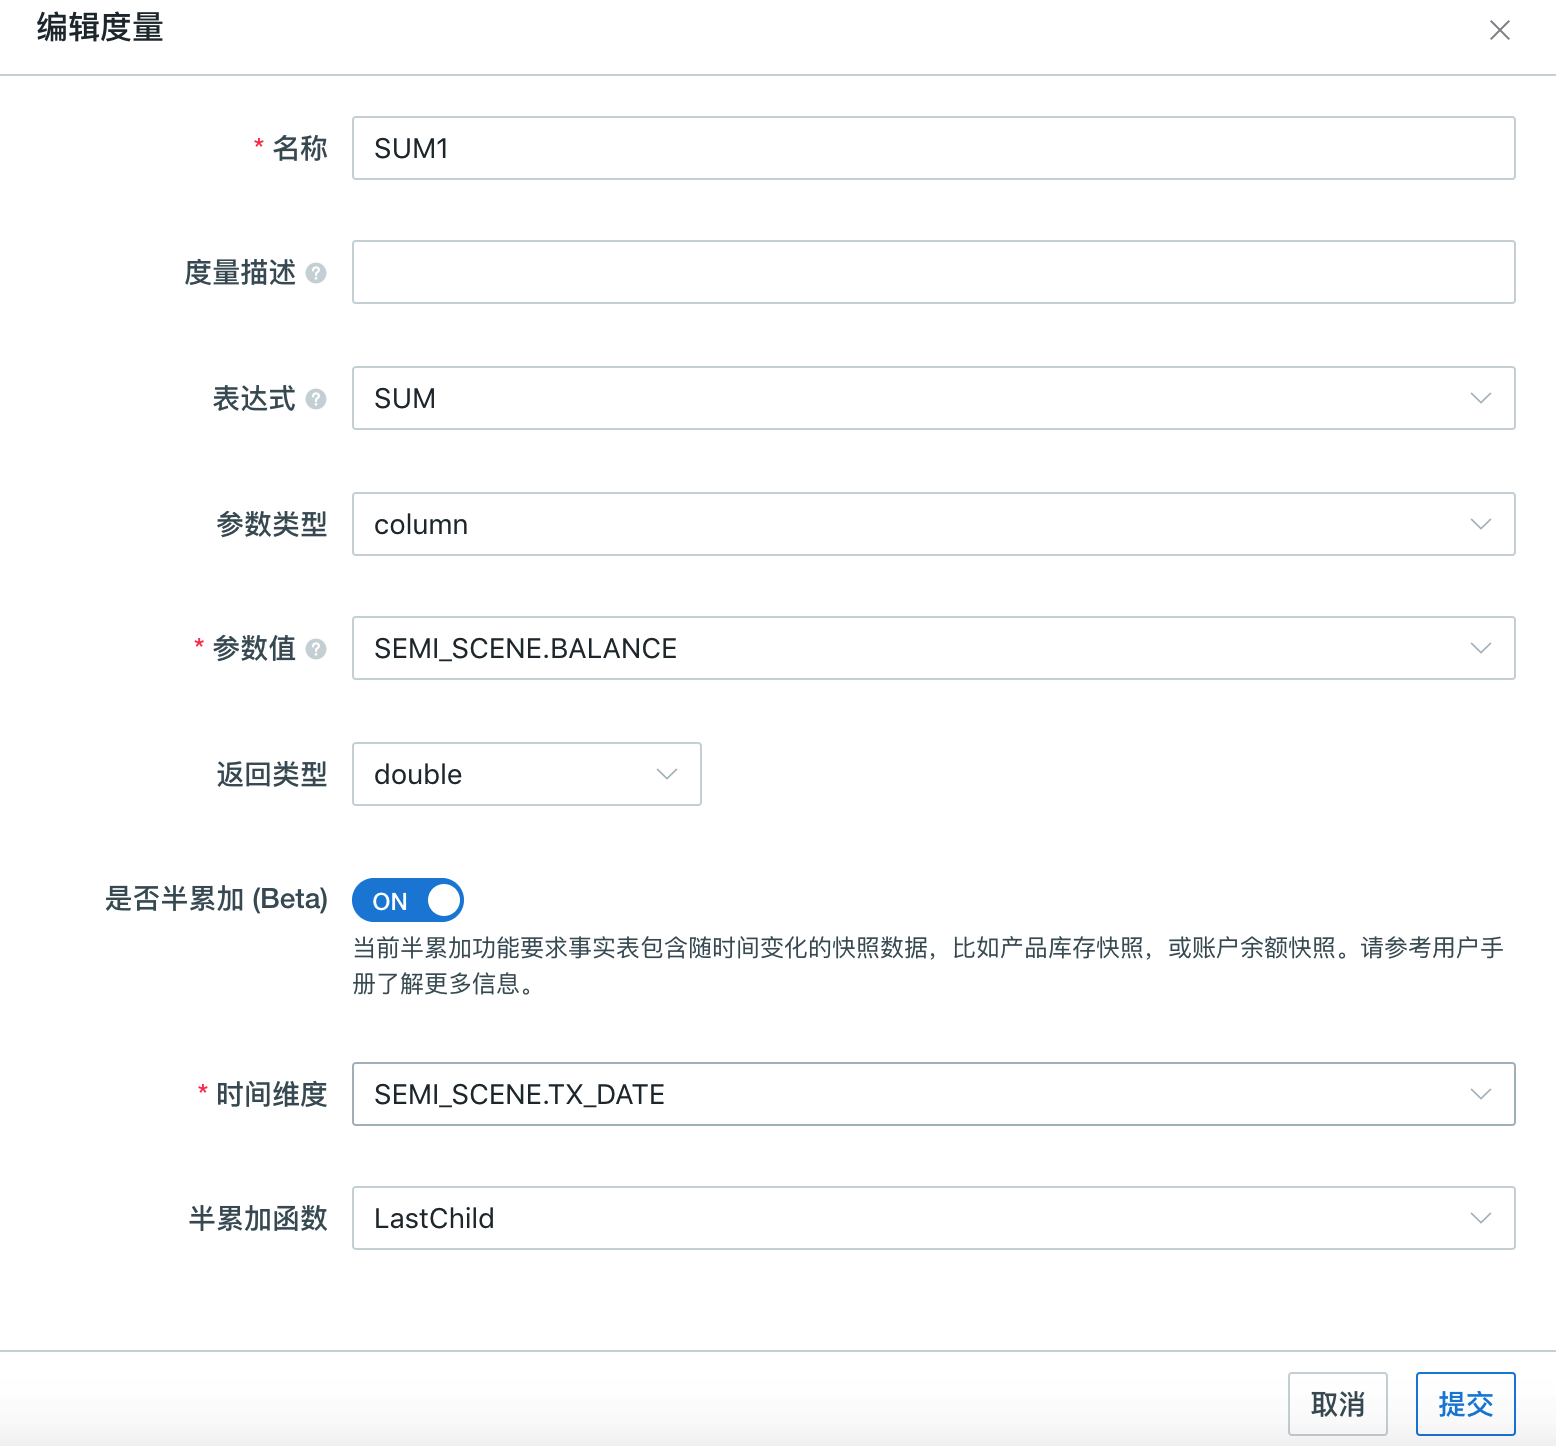 编辑度量
* 名称 SUM1
度量描述 ?
表达式 ? SUM
参数类型 column
* 参数值 ? SEMI_SCENE.BALANCE
返回类型 double
是否半累加 (Beta) ON
当前半累加功能要求事实表包含随时间变化的快照数据，比如产品库存快照，或账户余额快照。请参考用户手
册了解更多信息。
* 时间维度 SEMI_SCENE.TX_DATE
半累加函数 LastChild
取消 提交